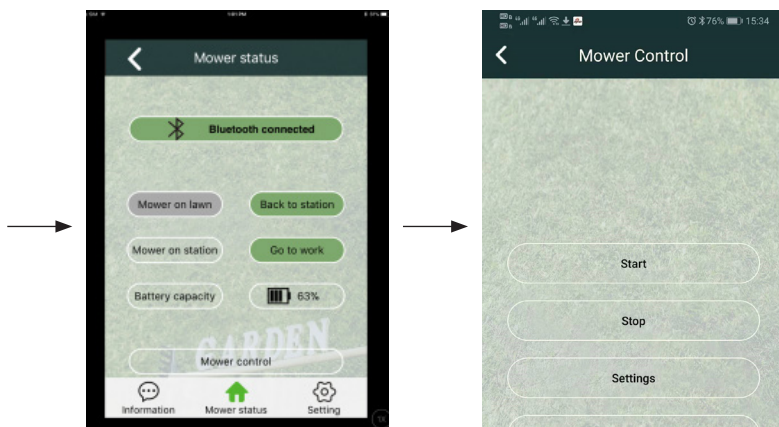 Mower status
Bluetooth connected
Mower on lawn
Back to station
Mower on station
Go to work
Battery capacity
63%
GARDEN
Mower control
Information
Mower status
Setting
1X
76% 15:34
Mower Control
Start
Stop
Settings